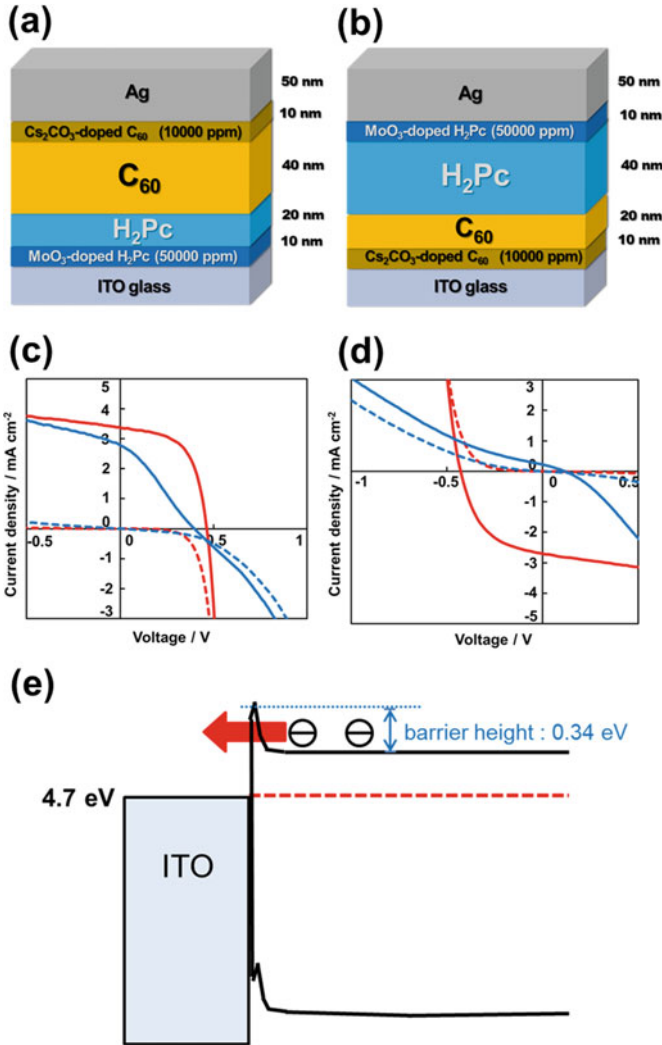 (a)
Ag
Cs2CO3-doped C60 (10000 ppm)
C60
H2Pc
MoO3-doped H2Pc (50000 ppm)
ITO glass
50 nm
10 nm
40 nm
20 nm
10 nm
(b)
Ag
MoO3-doped H2Pc (50000 ppm)
H2Pc
C60
Cs2CO3-doped C60 (10000 ppm)
ITO glass
50 nm
10 nm
40 nm
20 nm
10 nm
(c)
Current density / mA cm-2
5
4
3
2
1
0
-1
-2
-3
-0.5
0
0.5
1
Voltage / V
(d)
Current density / mA cm-2
3
2
1
0
-1
-2
-3
-4
-5
-1
-0.5
0
0.5
Voltage / V
(e)
barrier height : 0.34 eV
4.7 eV
ITO